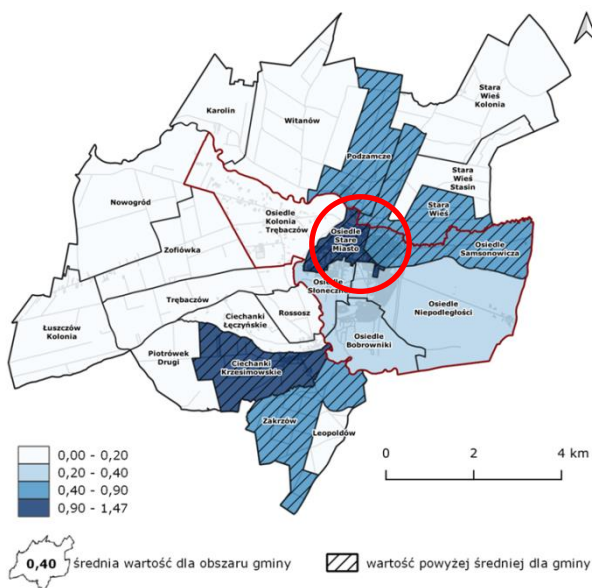 Karolin
Witanów
Stara
Wieś
Kolonia
Podzamcze
Stara
Wieś
Stasin
Nowogród
Osiedle
Kolonia
Trębaczów
Osiedle
Stare
Miasto
Stara
Wieś
Osiedle
Samsonowicza
Zofiówka
Osiedle
Słoneczne
Trębaczów
Ciechanki
Łęczyńskie
Rossosz
Osiedle
Niepodległości
Łuszczów
Kolonia
Osiedle
Bobrowniki
Piotrówek
Drugi
Ciechanki
Krzesimowskie
Zakrzów
Leopoldów
0,00 - 0,20
0,20 - 0,40
0,40 - 0,90
0,90 - 1,47
0 2 4 km
0,40 średnia wartość dla obszaru gminy
wartość powyżej średniej dla gminy